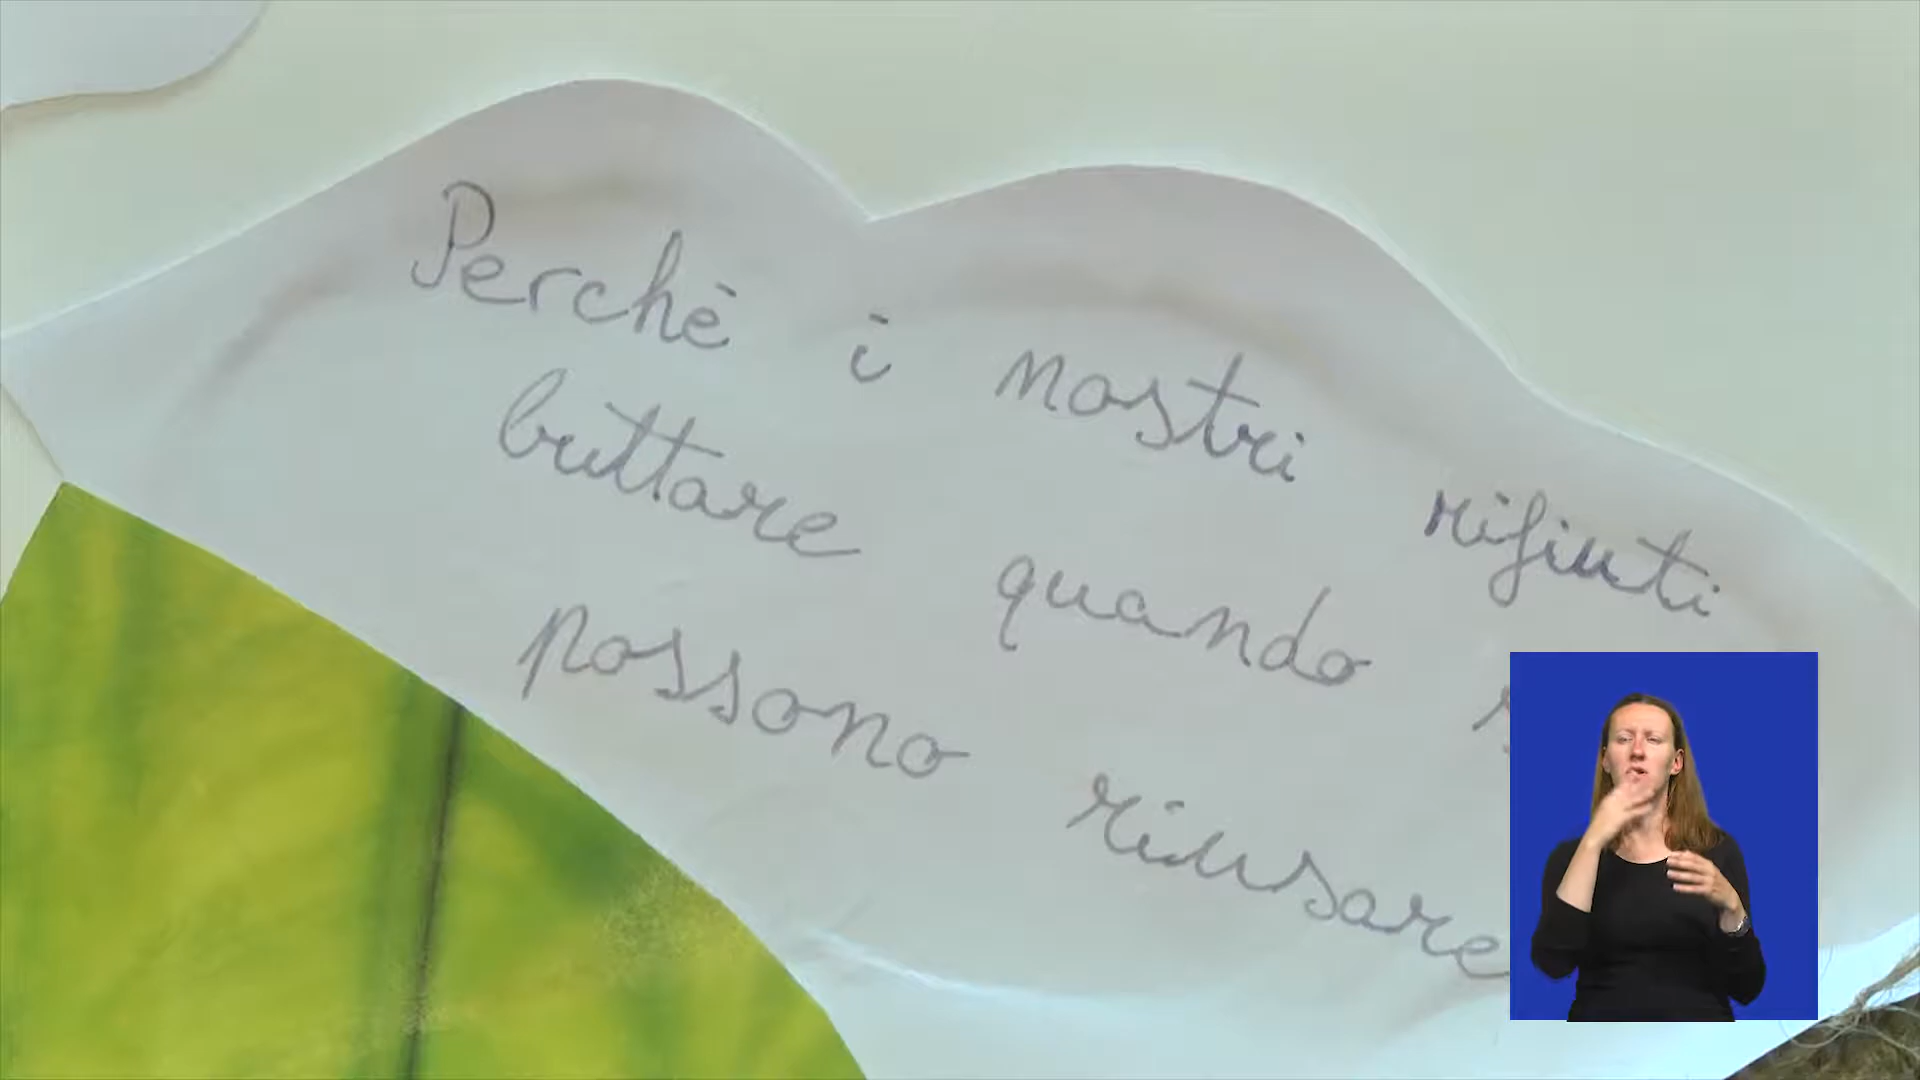 Perchè i nostri rifiuti
buttare quando
possono riusare